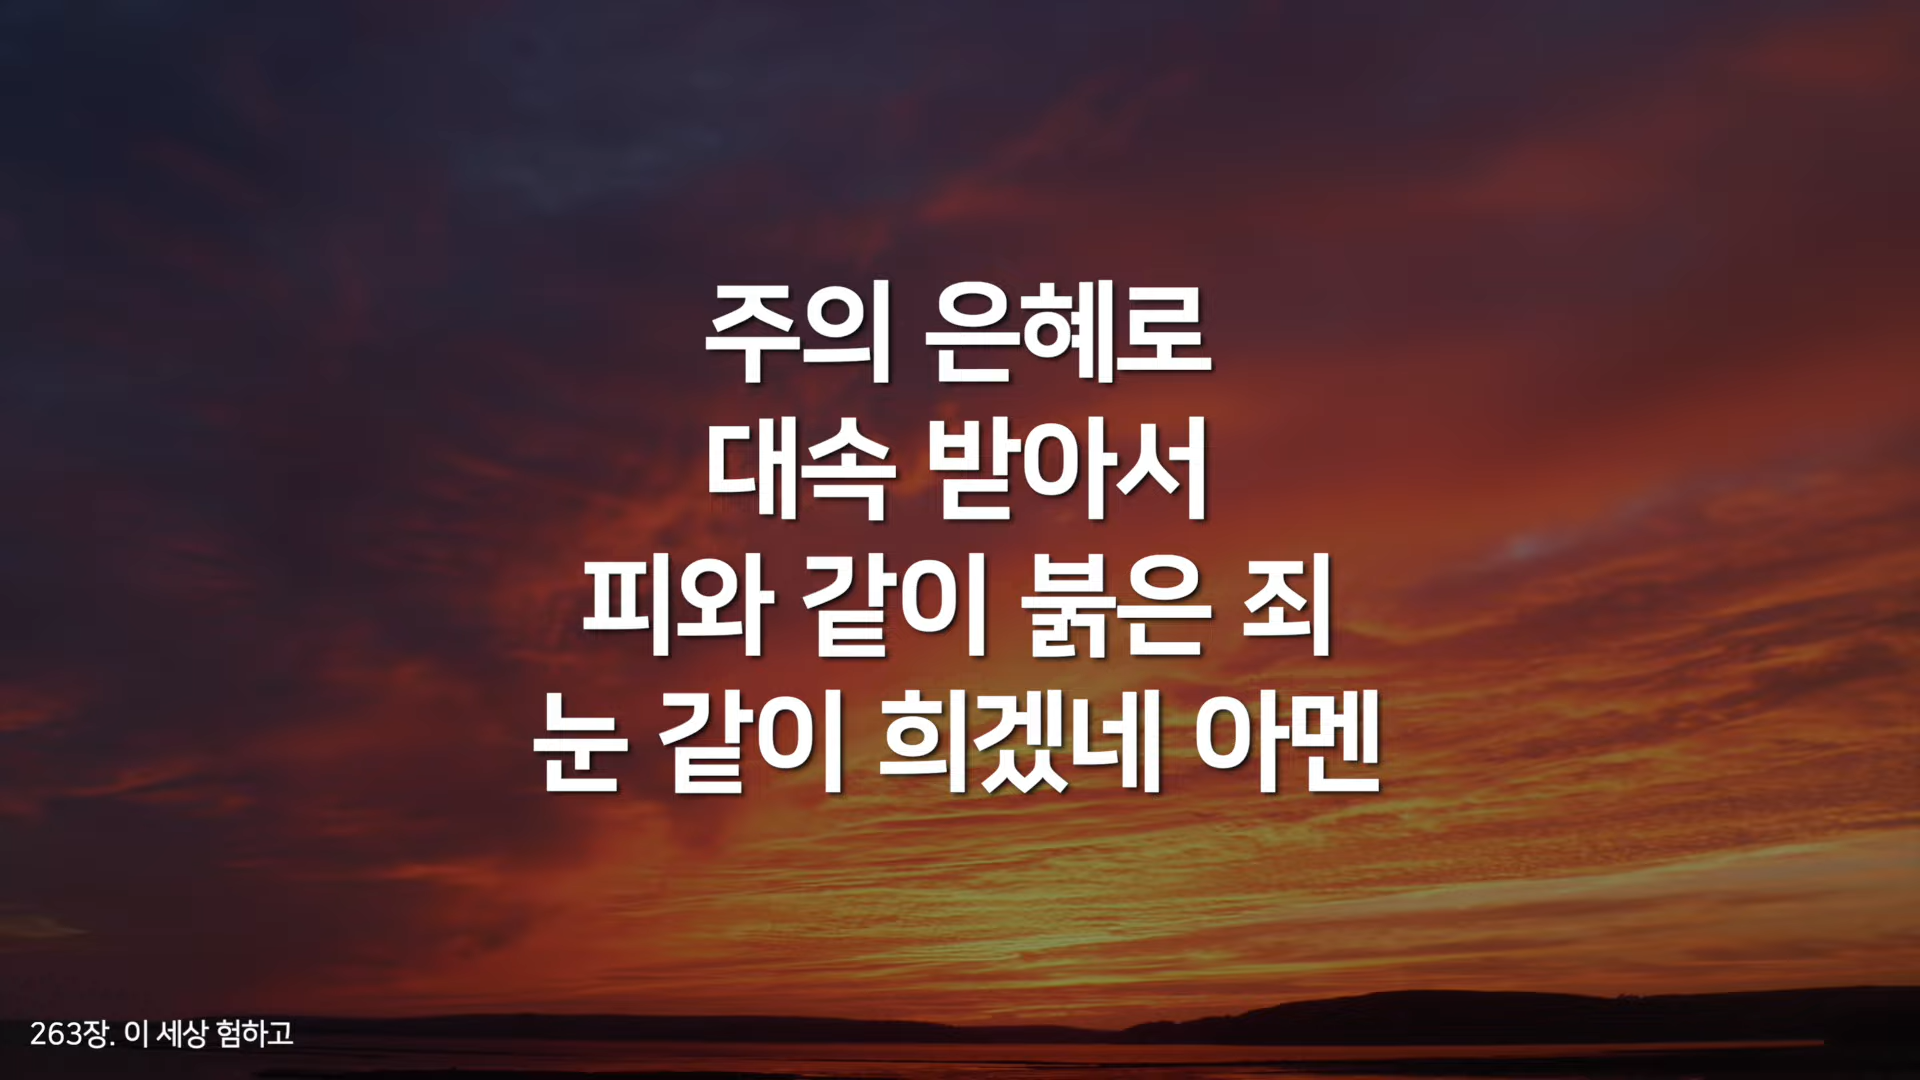 주의 은혜로
대속 받아서
피와 같이 붉은 죄
눈 같이 희겠네 아멘
263장. 이 세상 험하고